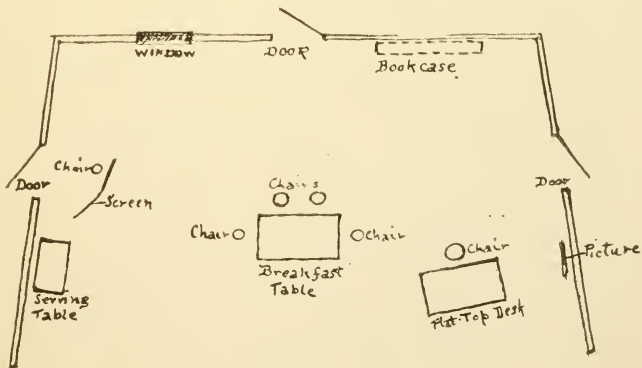 WINDOW
DOOR
Bookcase
Chair
Door
Screen
Chairs
Door
Chair
Chair
Chair
Picture
Breakfast
Table
Serving
Table
Flat-Top Desk